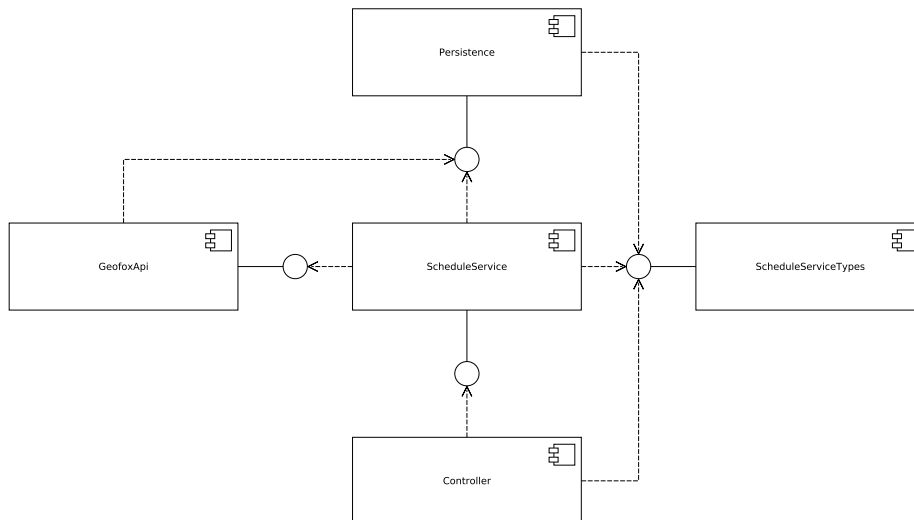 Persistence
GeofoxApi
ScheduleService
ScheduleServiceTypes
Controller